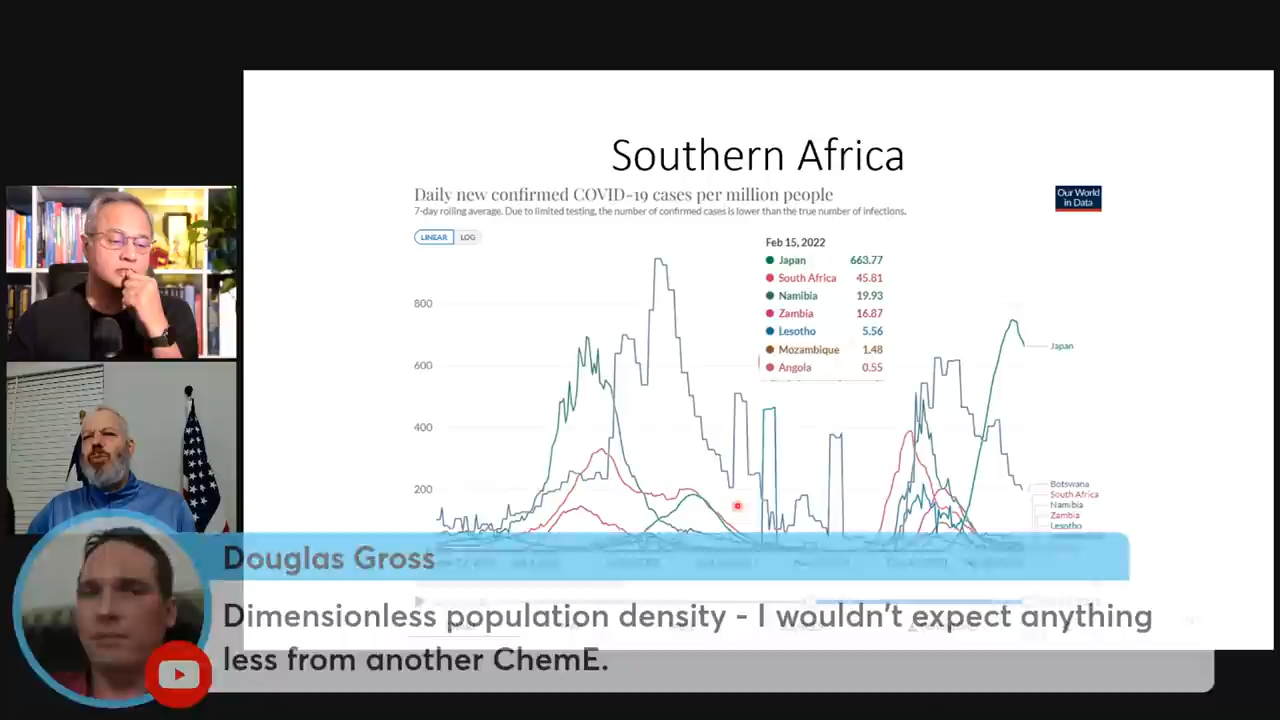 Southern Africa
Daily new confirmed COVID-19 cases per million people
7-day rolling average. Due to limited testing, the number of confirmed cases is lower than the true number of infections.
Our World
in Data
LINEAR LOG
Feb 15, 2022
Japan 663.77
South Africa 45.81
Namibia 19.93
Zambia 16.87
Lesotho 5.56
Mozambique 1.48
Angola 0.55
800
600
400
200
Japan
Botswana
South Africa
Namibia
Zambia
Lesotho
Douglas Gross
Dimensionless population density - I wouldn't expect anything
less from another ChemE.